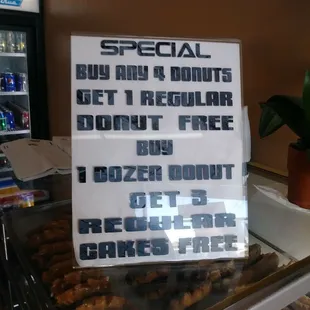 SPECIAL
BUY ANY 4 DONUTS
GET 1 REGULAR
DONUT FREE
BUY
1 DOZEN DONUT
GET 3
REGULAR
CAKES FREE